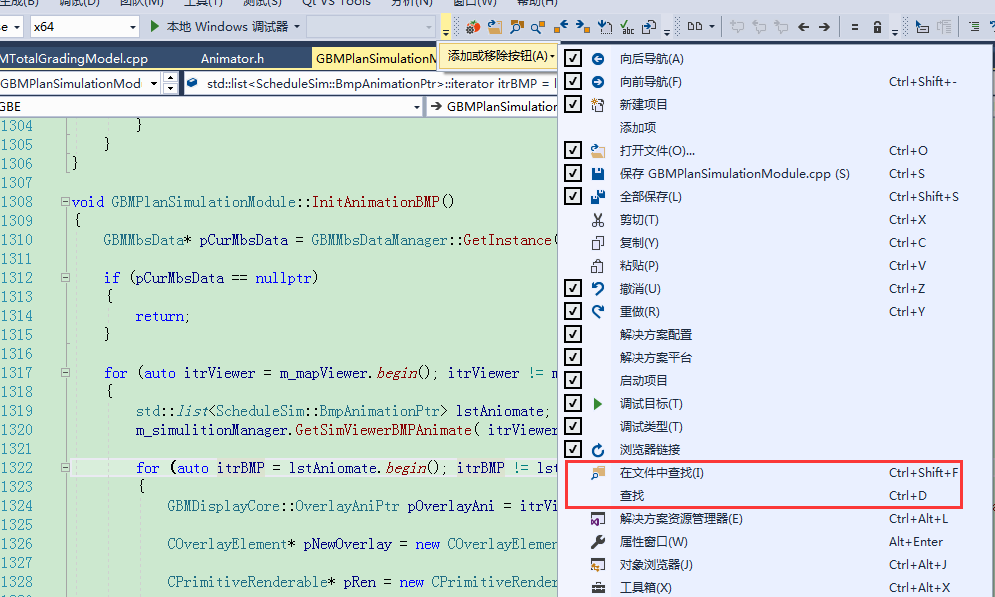 生成(B) 调试(D) 团队(M) 工具(T) 测试(S) Qt VS Tools 分析(N) 窗口(W) 帮助(H)
x64 本地 Windows 调试器
MTotalGradingModel.cpp Animator.h GBMPlanSimulationM 添加或移除按钮(A)
GBMPlanSimulationMod std::list<ScheduleSim::BmpAnimationPtr>::iterator itrBMP = l
GBE GBMPlanSimulation
1304 }
1305 }
1306 }
1307
1308 void GBMPlanSimulationModule::InitAnimationBMP()
1309 {
1310 GBMMbsData* pCurMbsData = GBMMbsDataManager::GetInstance(
1311
1312 if (pCurMbsData == nullptr)
1313 {
1314 return;
1315 }
1316
1317 for (auto itrViewer = m_mapViewer.begin(); itrViewer != m
1318 {
1319 std::list<ScheduleSim::BmpAnimationPtr> lstAniomate;
1320 m_simulitionManager.GetSimViewerBMPAnimate( itrViewer
1321
1322 for (auto itrBMP = lstAniomate.begin(); itrBMP != lst
1323 {
1324 GBMDisplayCore::OverlayAniPtr pOverlayAni = itrVi
1325
1326 COverlayElement* pNewOverlay = new COverlayElemen
1327
1328 CPrimitiveRenderable* pRen = new CPrimitiveRender
向后导航(A)
向前导航(F) Ctrl+Shift+-
新建项目
添加项
打开文件(O)... Ctrl+O
保存 GBMPlanSimulationModule.cpp (S) Ctrl+S
全部保存(L) Ctrl+Shift+S
剪切(T) Ctrl+X
复制(Y) Ctrl+C
粘贴(P) Ctrl+V
撤消(U) Ctrl+Z
重做(R) Ctrl+Y
解决方案配置
解决方案平台
启动项目
调试目标(T)
调试类型(T)
浏览器链接
在文件中查找(I) Ctrl+Shift+F
查找 Ctrl+D
解决方案资源管理器(E) Ctrl+Alt+L
属性窗口(W) Alt+Enter
对象浏览器(J) Ctrl+Alt+J
工具箱(X) Ctrl+Alt+X